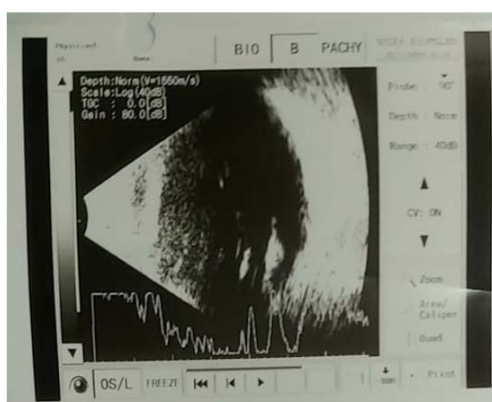 BIO B PACHY
Depth:Norm(V=1550m/s)
Scale:Log(40dB)
TGC : 0.0[dB]
Gain : 80.0[dB]
Probe 90°
Depth : Norm
Range : 40dB
CV: ON
Zoom
Area/
Caliper
Quad
OS/L FREEZE Print